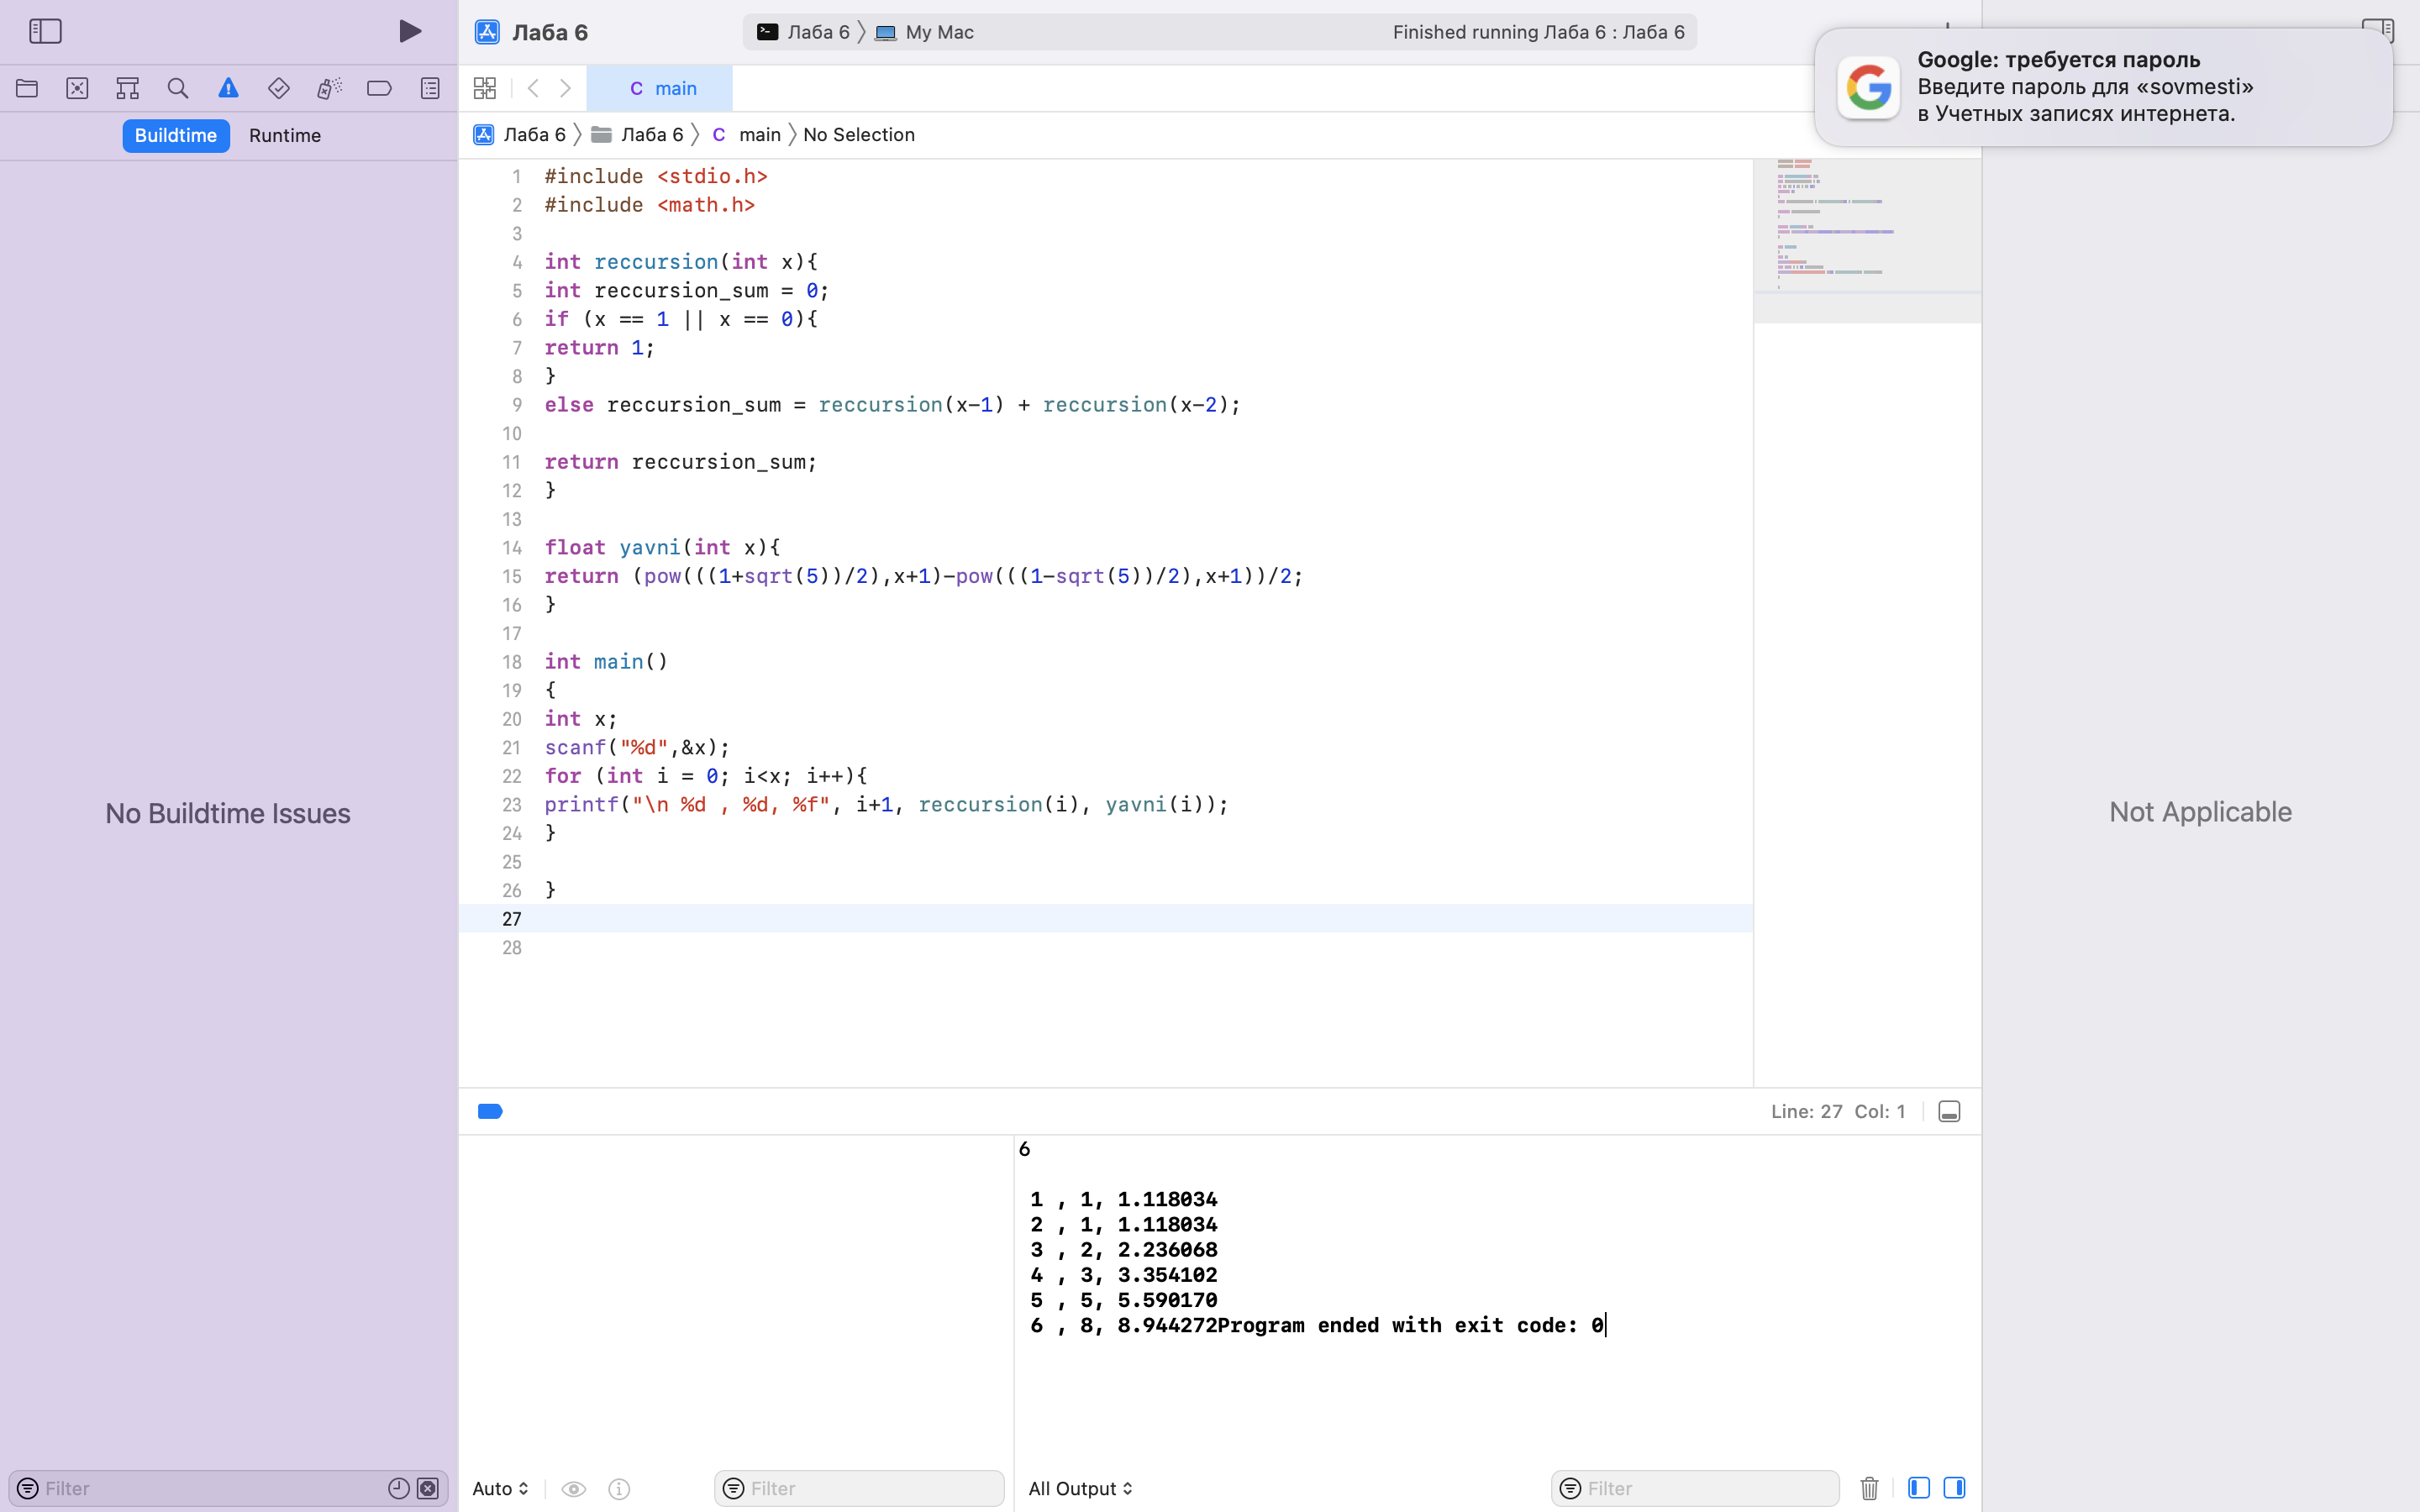 Лаба 6
Лаба 6 〉 My Mac
Finished running Лаба 6 : Лаба 6
Google: требуется пароль
Введите пароль для «sovmesti»
в Учетных записях интернета.
C main
Buildtime Runtime
Лаба 6 〉 Лаба 6 〉 C main 〉 No Selection
1 #include <stdio.h>
2 #include <math.h>
3
4 int reccursion(int x){
5 int reccursion_sum = 0;
6 if (x == 1 || x == 0){
7 return 1;
8 }
9 else reccursion_sum = reccursion(x-1) + reccursion(x-2);
10
11 return reccursion_sum;
12 }
13
14 float yavni(int x){
15 return (pow(((1+sqrt(5))/2),x+1)-pow(((1-sqrt(5))/2),x+1))/2;
16 }
17
18 int main()
19 {
20 int x;
21 scanf("%d",&x);
22 for (int i = 0; i<x; i++){
23 printf("\n %d , %d, %f", i+1, reccursion(i), yavni(i));
24 }
25
26 }
27
28
No Buildtime Issues
Not Applicable
Line: 27 Col: 1
6
1 , 1, 1.118034
2 , 1, 1.118034
3 , 2, 2.236068
4 , 3, 3.354102
5 , 5, 5.590170
6 , 8, 8.944272Program ended with exit code: 0
Filter
Auto
Filter
All Output
Filter